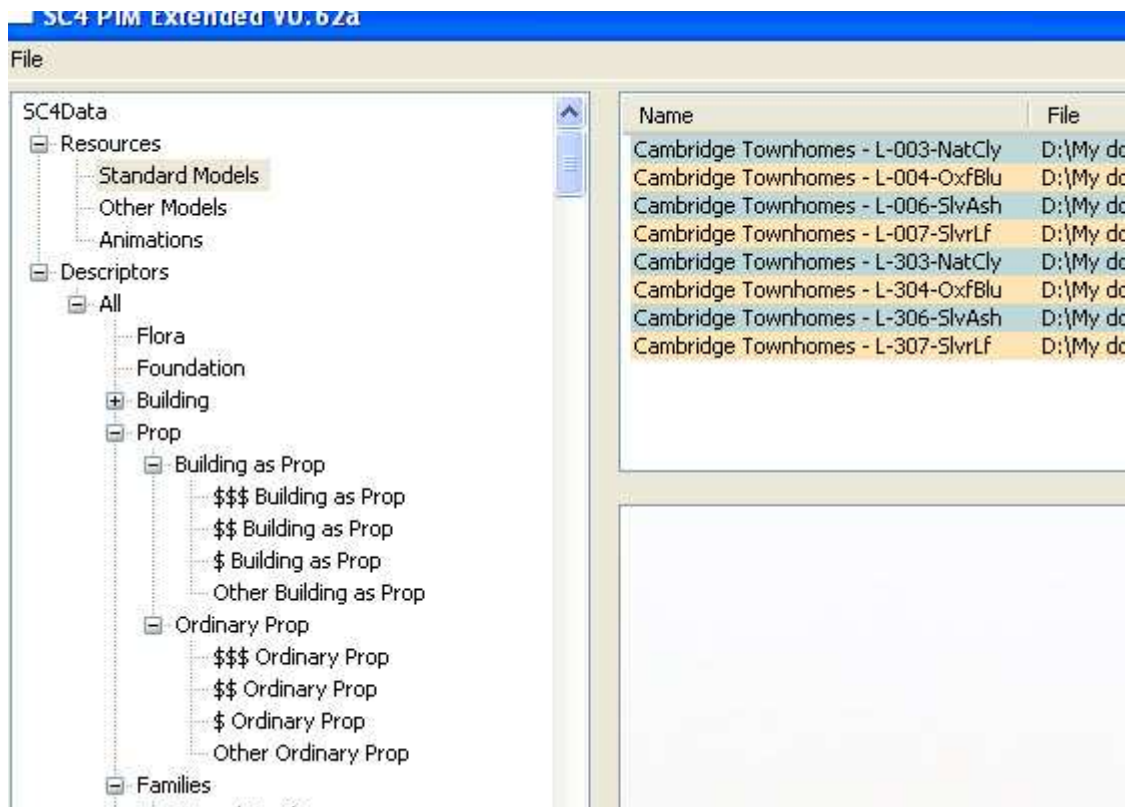 SC4 PIM Extended V0.62a
File
SC4Data
Resources
Standard Models
Other Models
Animations
Descriptors
All
Flora
Foundation
Building
Prop
Building as Prop
$$$ Building as Prop
$$ Building as Prop
$ Building as Prop
Other Building as Prop
Ordinary Prop
$$$ Ordinary Prop
$$ Ordinary Prop
$ Ordinary Prop
Other Ordinary Prop
Families
Name File
Cambridge Townhomes - L-003-NatCly D:\My do
Cambridge Townhomes - L-004-OxfBlu D:\My do
Cambridge Townhomes - L-006-SlvAsh D:\My do
Cambridge Townhomes - L-007-SlvrLf D:\My do
Cambridge Townhomes - L-303-NatCly D:\My do
Cambridge Townhomes - L-304-OxfBlu D:\My do
Cambridge Townhomes - L-306-SlvAsh D:\My do
Cambridge Townhomes - L-307-SlvrLf D:\My do